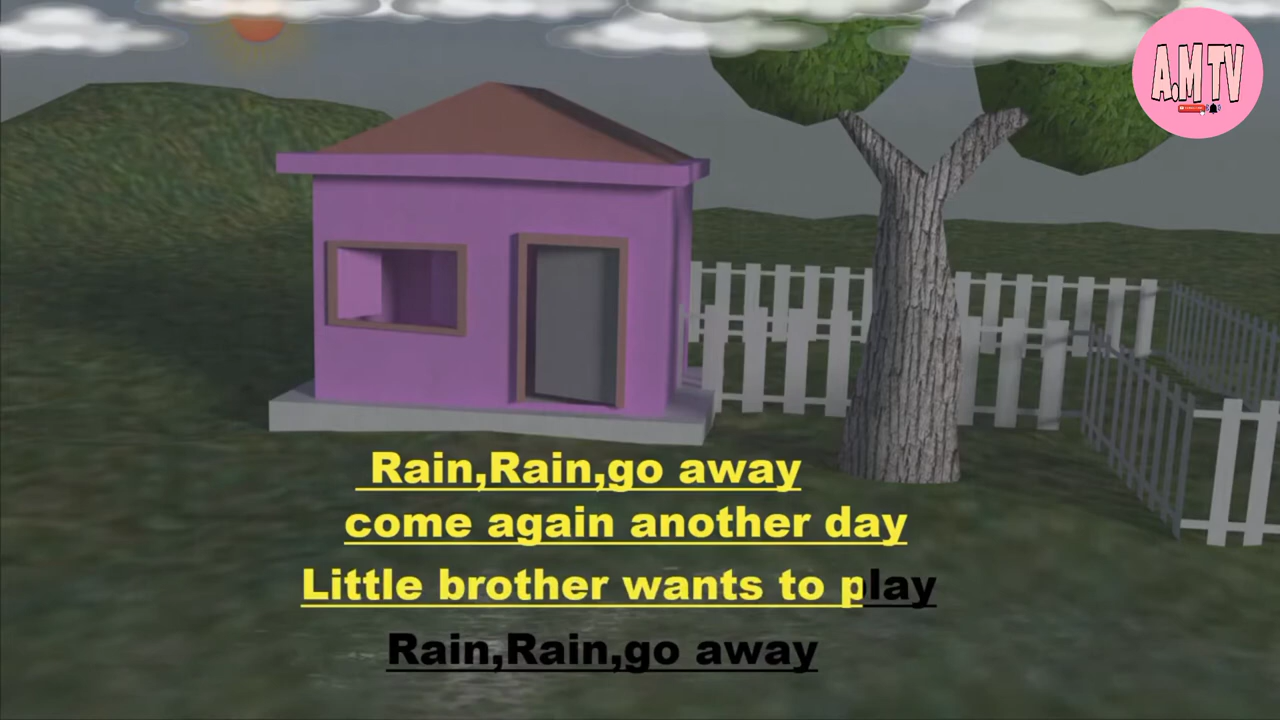 A.M TV
Rain,Rain,go away
come again another day
Little brother wants to play
Rain,Rain,go away